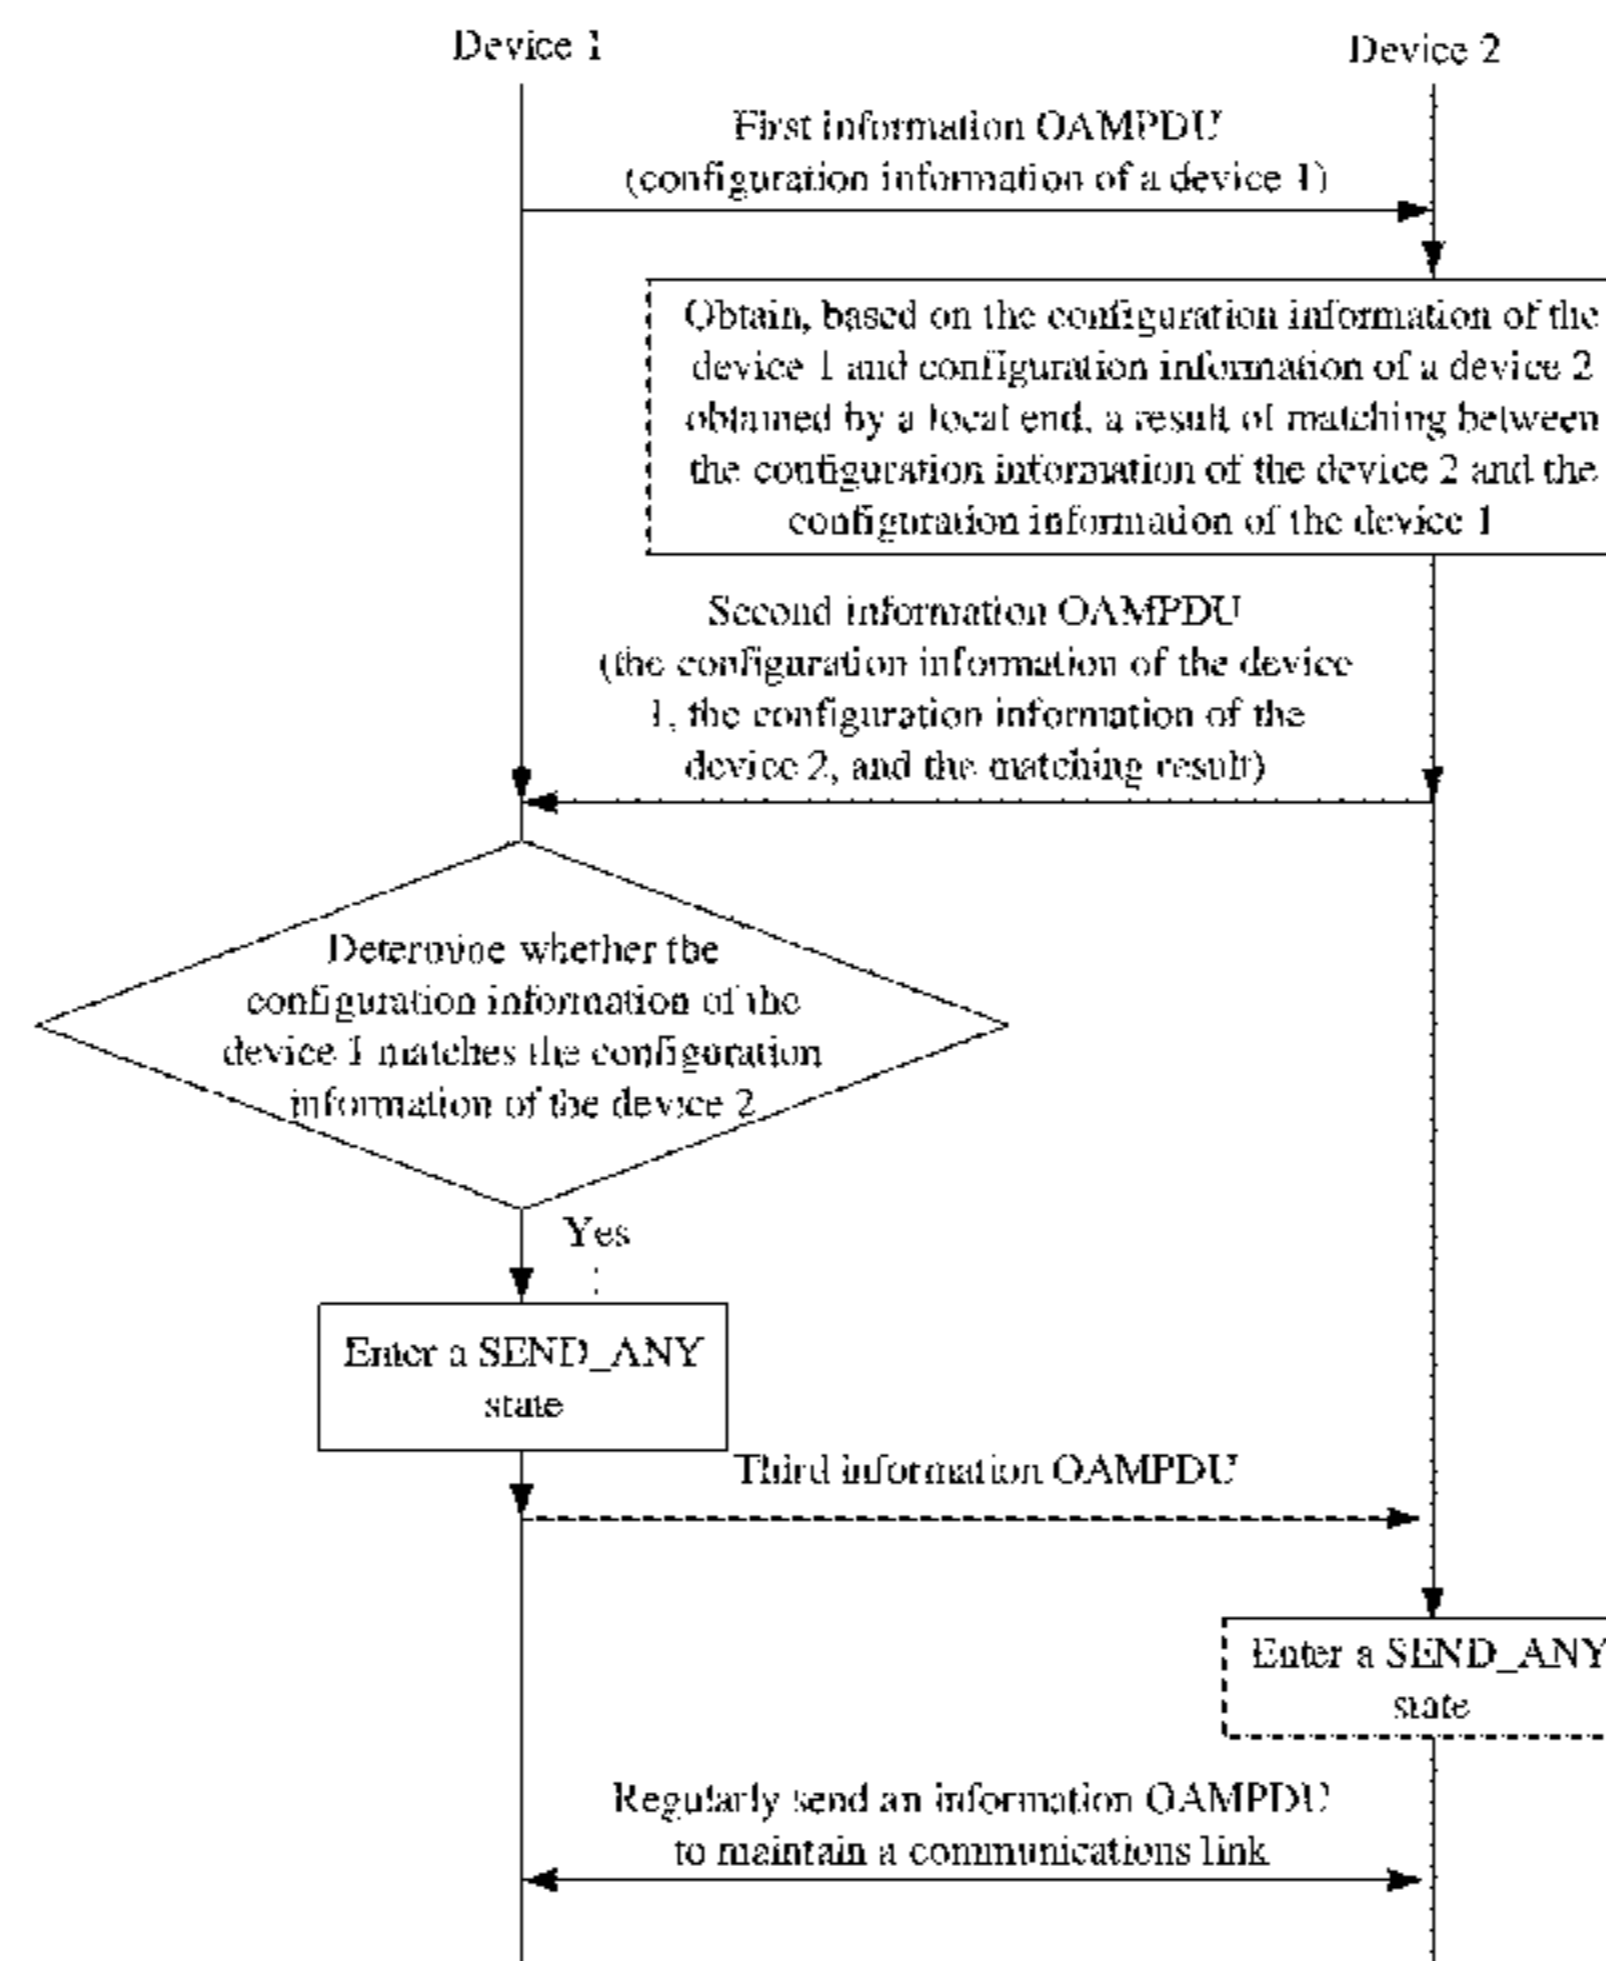 Device 1
Device 2
First information OAMPDU
(configuration information of a device 1)
Obtain, based on the configuration information of the
device 1 and configuration information of a device 2
obtained by a local end, a result of matching between
the configuration information of the device 2 and the
configuration information of the device 1
Second information OAMPDU
(the configuration information of the device
1, the configuration information of the
device 2, and the matching result)
Determine whether the
configuration information of the
device 1 matches the configuration
information of the device 2
Yes
Enter a SEND_ANY
state
Third information OAMPDU
Enter a SEND_ANY
state
Regularly send an information OAMPDU
to maintain a communications link